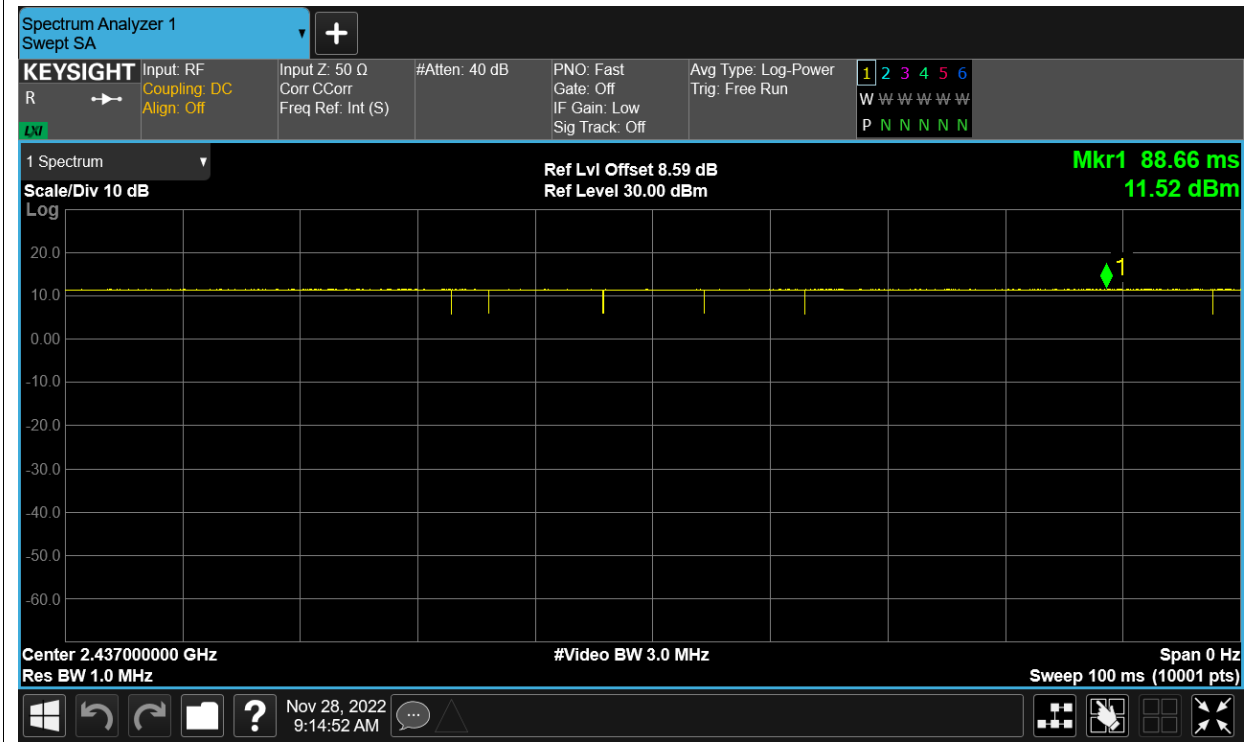 Spectrum Analyzer 1
Swept SA
KEYSIGHT
R
LXI
Input: RF
Coupling: DC
Align: Off
Input Z: 50 Ω
Corr CCorr
Freq Ref: Int (S)
#Atten: 40 dB
PNO: Fast
Gate: Off
IF Gain: Low
Sig Track: Off
Avg Type: Log-Power
Trig: Free Run
1 2 3 4 5 6
W W W W W W
P N N N N N
1 Spectrum
Scale/Div 10 dB
Log
Ref Lvl Offset 8.59 dB
Ref Level 30.00 dBm
Mkr1 88.66 ms
11.52 dBm
1
20.0
10.0
0.00
-10.0
-20.0
-30.0
-40.0
-50.0
-60.0
Center 2.437000000 GHz
#Video BW 3.0 MHz
Span 0 Hz
Res BW 1.0 MHz
Sweep 100 ms (10001 pts)
?
Nov 28, 2022
9:14:52 AM